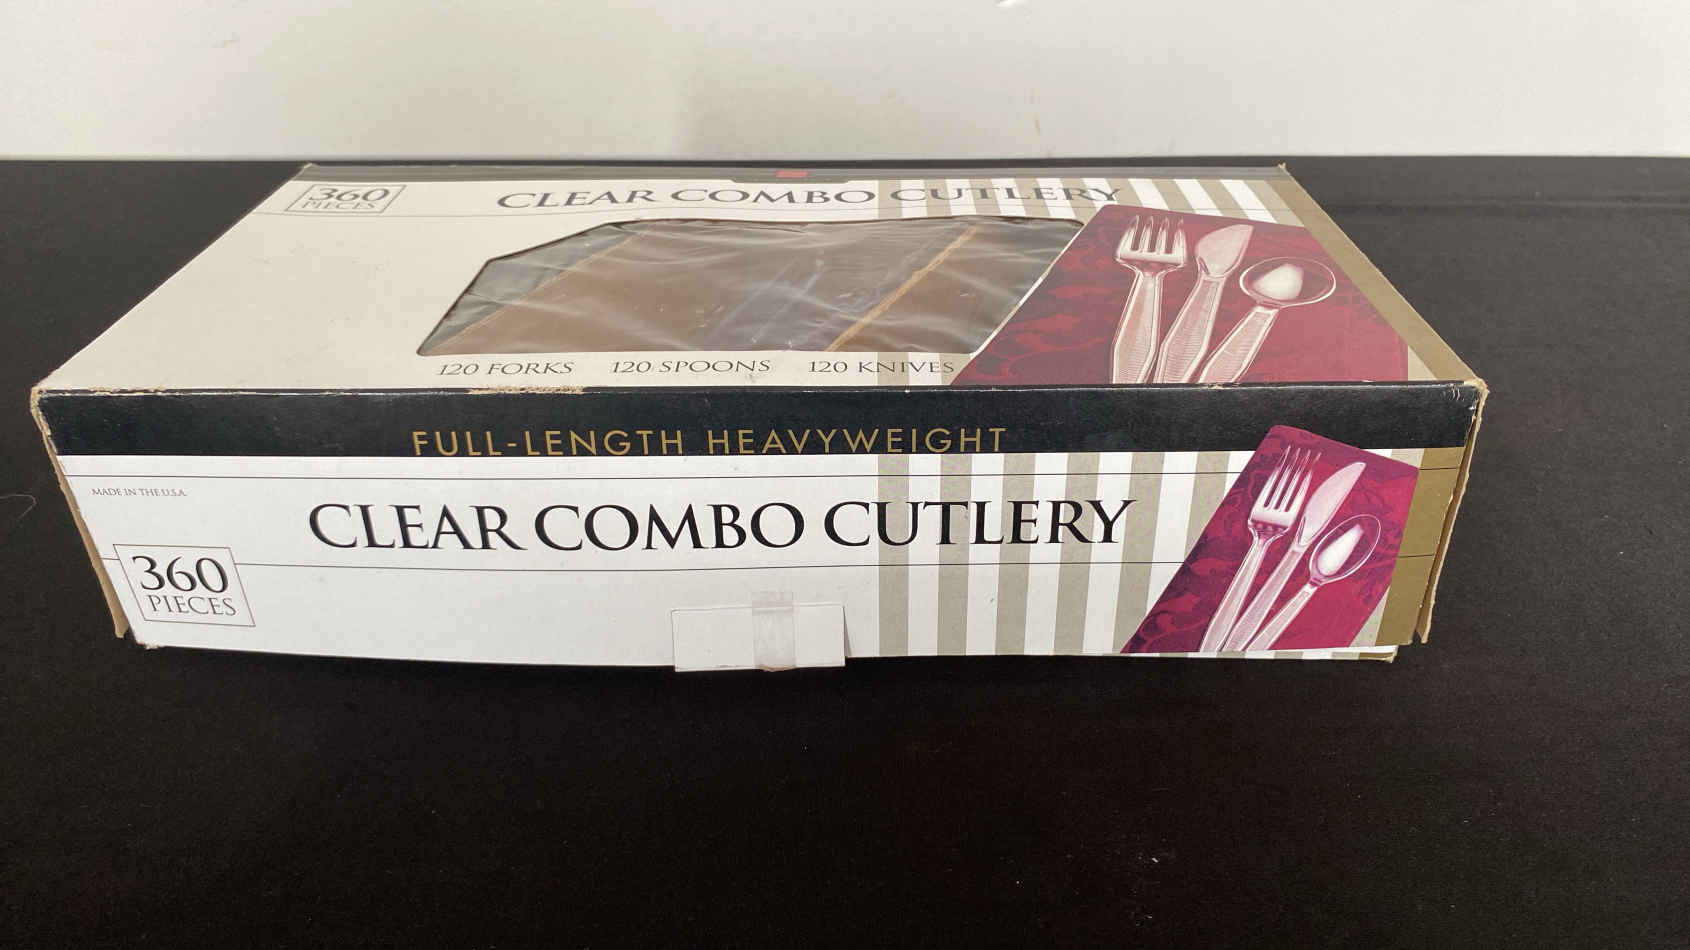 360
PIECES
CLEAR COMBO CUTLERY
120 FORKS 120 SPOONS 120 KNIVES
FULL-LENGTH HEAVYWEIGHT
MADE IN THE U.S.A.
CLEAR COMBO CUTLERY
360
PIECES